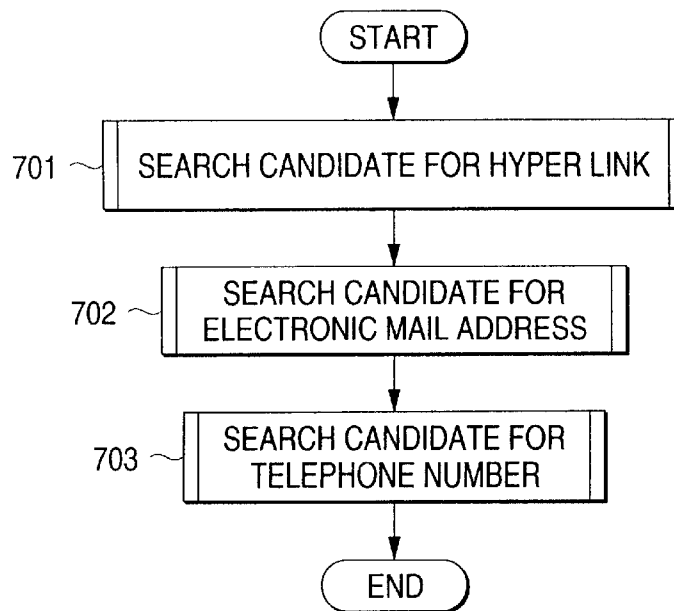 START
701
SEARCH CANDIDATE FOR HYPER LINK
702
SEARCH CANDIDATE FOR
ELECTRONIC MAIL ADDRESS
703
SEARCH CANDIDATE FOR
TELEPHONE NUMBER
END